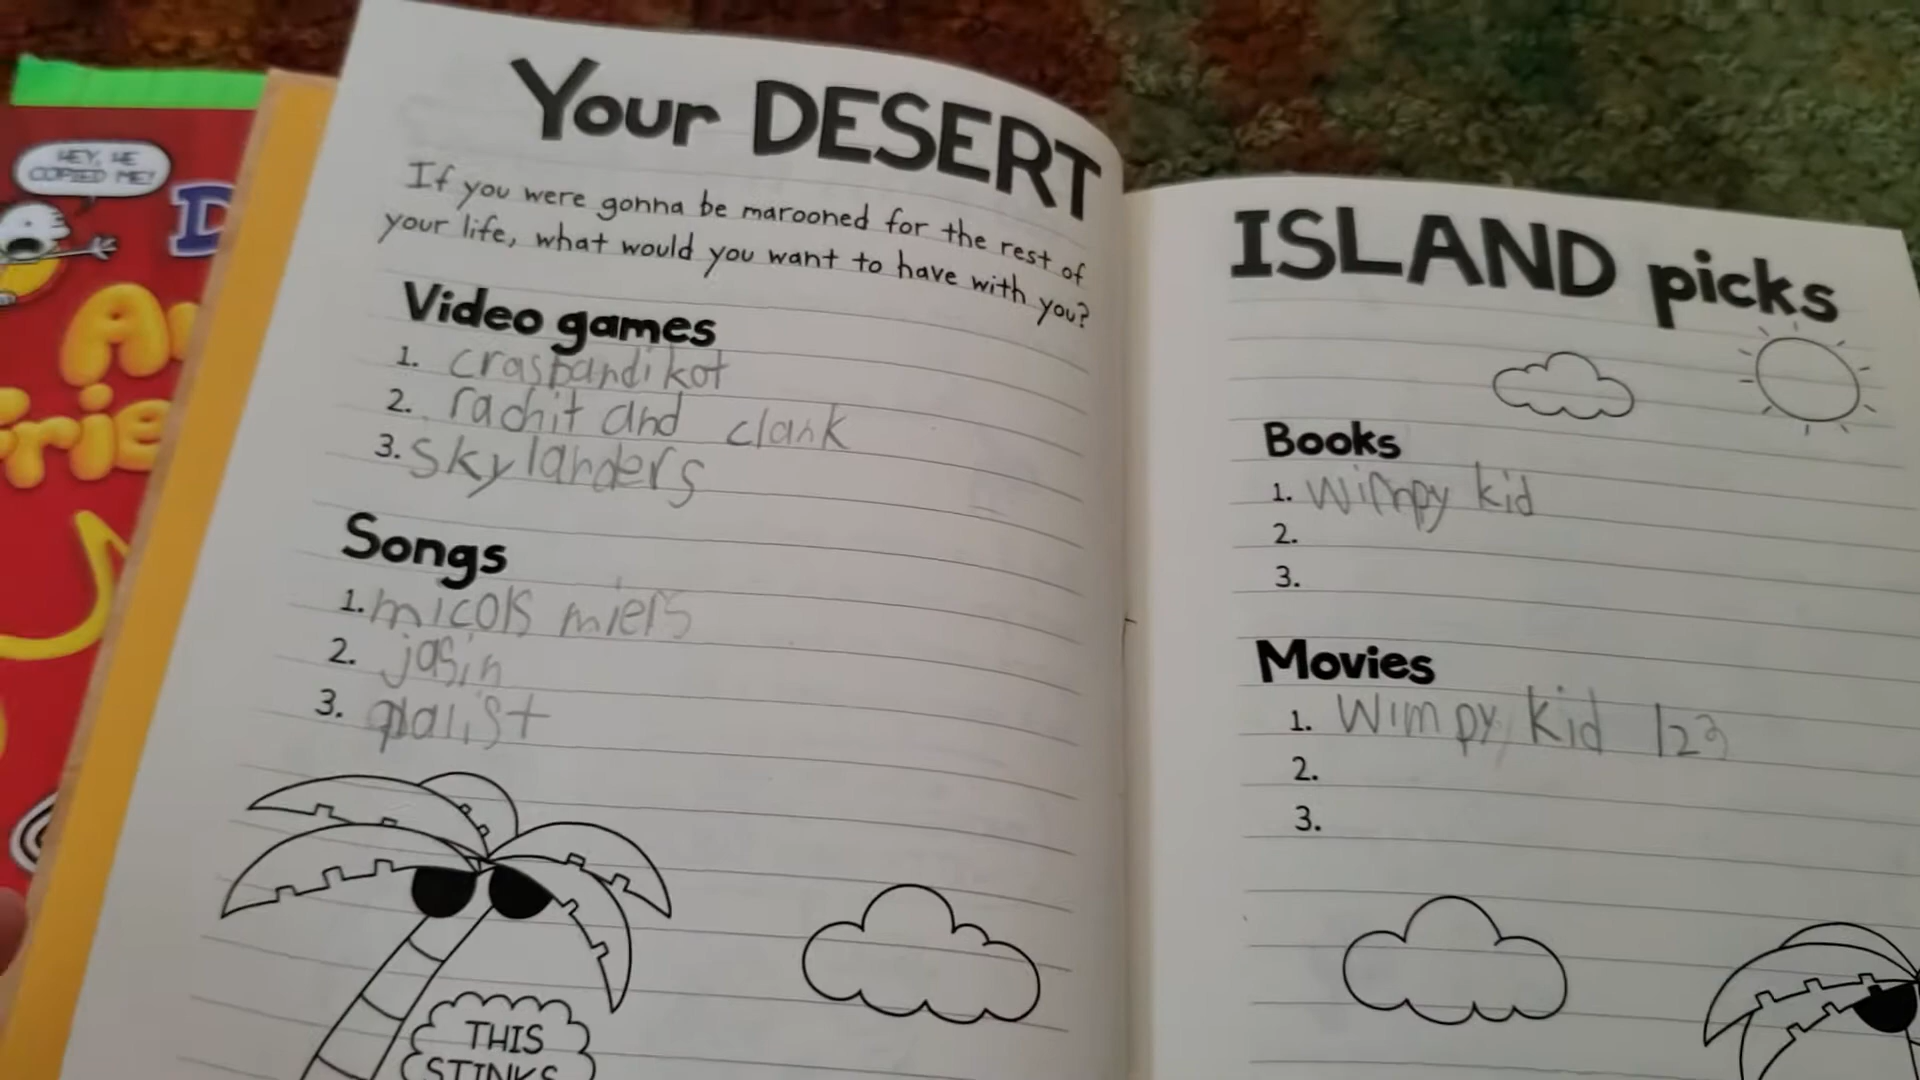 HEY, HE
COPIED ME!
D
Your DESERT
If you were gonna be marooned for the rest of
your life, what would you want to have with you?
Video games
1. crasbandikot
2. rachit and clank
3. skylanders
Songs
1. micols miers
2. jasin
3. plalist
THIS
STINKS
ISLAND picks
Books
1. wimpy kid
2.
3.
Movies
1. Wimpy Kid 123
2.
3.